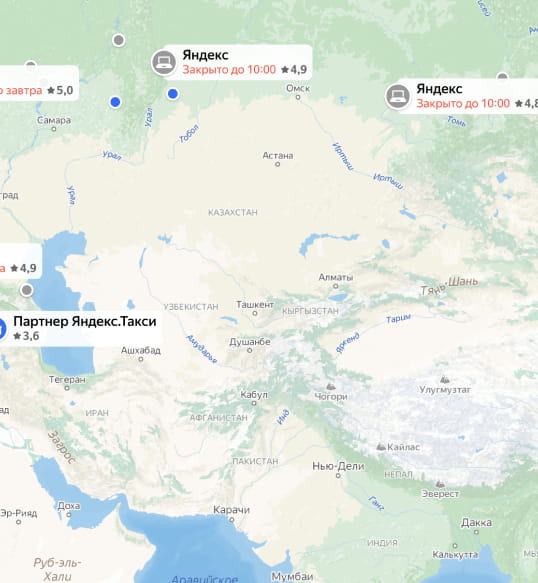 Яндекс
Закрыто до 10:00 ★4,9
Яндекс
Закрыто до 10:00 ★4,8
завтра ★5,0
Омск
Самара
Томь
Тобол
Урал
Урал
Урал
Иртыш
Иртыш
Астана
КАЗАХСТАН
★4,9
Алматы
Тянь-Шань
УЗБЕКИСТАН
Ташкент
КЫРГЫЗСТАН
Партнер Яндекс.Такси
★3,6
Тарим
Амударья
Душанбе
Яркенд
Ашхабад
Тегеран
Кабул
Чогори
Улугмузтаг
ИРАН
АФГАНИСТАН
Инд
Загрос
Кайлас
ПАКИСТАН
Нью-Дели
НЕПАЛ
Эверест
Доха
Карачи
Ганг
Эр-Рияд
Дакка
ИНДИЯ
Калькутта
Руб-эль-
Хали
Аравийское
Мумбаи